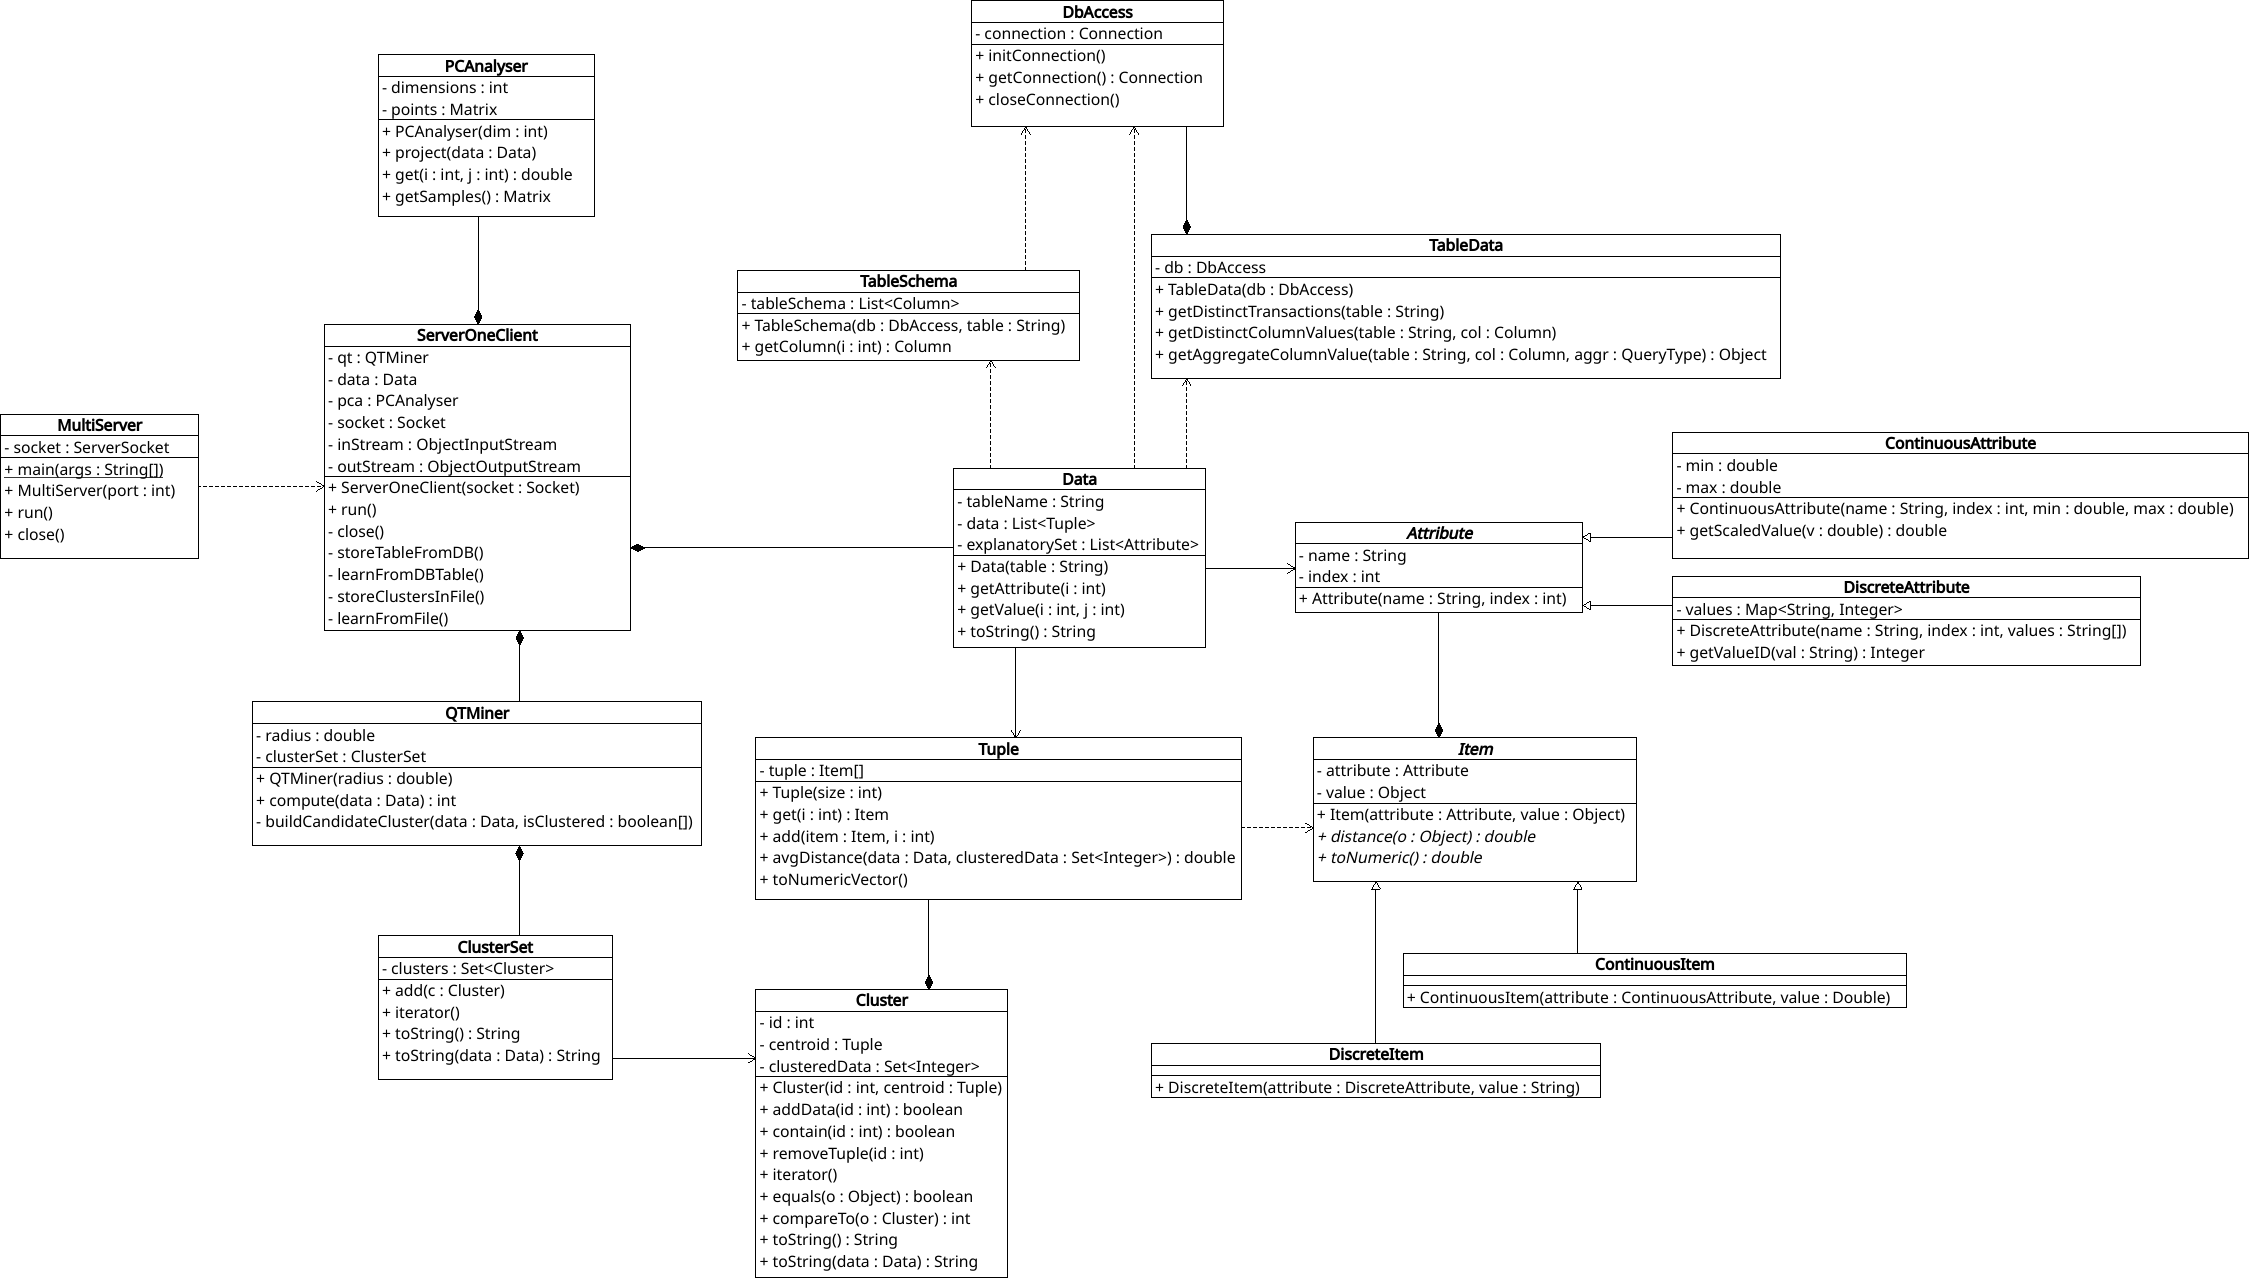 DbAccess
- connection : Connection
+ initConnection()
+ getConnection() : Connection
+ closeConnection()
PCAnalyser
- dimensions : int
- points : Matrix
+ PCAnalyser(dim : int)
+ project(data : Data)
+ get(i : int, j : int) : double
+ getSamples() : Matrix
TableData
- db : DbAccess
+ TableData(db : DbAccess)
+ getDistinctTransactions(table : String)
+ getDistinctColumnValues(table : String, col : Column)
+ getAggregateColumnValue(table : String, col : Column, aggr : QueryType) : Object
TableSchema
- tableSchema : List<Column>
+ TableSchema(db : DbAccess, table : String)
+ getColumn(i : int) : Column
ServerOneClient
- qt : QTMiner
- data : Data
- pca : PCAnalyser
- socket : Socket
- inStream : ObjectInputStream
- outStream : ObjectOutputStream
+ ServerOneClient(socket : Socket)
+ run()
- close()
- storeTableFromDB()
- learnFromDBTable()
- storeClustersInFile()
- learnFromFile()
MultiServer
- socket : ServerSocket
+ main(args : String[])
+ MultiServer(port : int)
+ run()
+ close()
Data
- tableName : String
- data : List<Tuple>
- explanatorySet : List<Attribute>
+ Data(table : String)
+ getAttribute(i : int)
+ getValue(i : int, j : int)
+ toString() : String
Attribute
- name : String
- index : int
+ Attribute(name : String, index : int)
ContinuousAttribute
- min : double
- max : double
+ ContinuousAttribute(name : String, index : int, min : double, max : double)
+ getScaledValue(v : double) : double
DiscreteAttribute
- values : Map<String, Integer>
+ DiscreteAttribute(name : String, index : int, values : String[])
+ getValueID(val : String) : Integer
QTMiner
- radius : double
- clusterSet : ClusterSet
+ QTMiner(radius : double)
+ compute(data : Data) : int
- buildCandidateCluster(data : Data, isClustered : boolean[])
Tuple
- tuple : Item[]
+ Tuple(size : int)
+ get(i : int) : Item
+ add(item : Item, i : int)
+ avgDistance(data : Data, clusteredData : Set<Integer>) : double
+ toNumericVector()
Item
- attribute : Attribute
- value : Object
+ Item(attribute : Attribute, value : Object)
+ distance(o : Object) : double
+ toNumeric() : double
ClusterSet
- clusters : Set<Cluster>
+ add(c : Cluster)
+ iterator()
+ toString() : String
+ toString(data : Data) : String
ContinuousItem
+ ContinuousItem(attribute : ContinuousAttribute, value : Double)
Cluster
- id : int
- centroid : Tuple
- clusteredData : Set<Integer>
+ Cluster(id : int, centroid : Tuple)
+ addData(id : int) : boolean
+ contain(id : int) : boolean
+ removeTuple(id : int)
+ iterator()
+ equals(o : Object) : boolean
+ compareTo(o : Cluster) : int
+ toString() : String
+ toString(data : Data) : String
DiscreteItem
+ DiscreteItem(attribute : DiscreteAttribute, value : String)